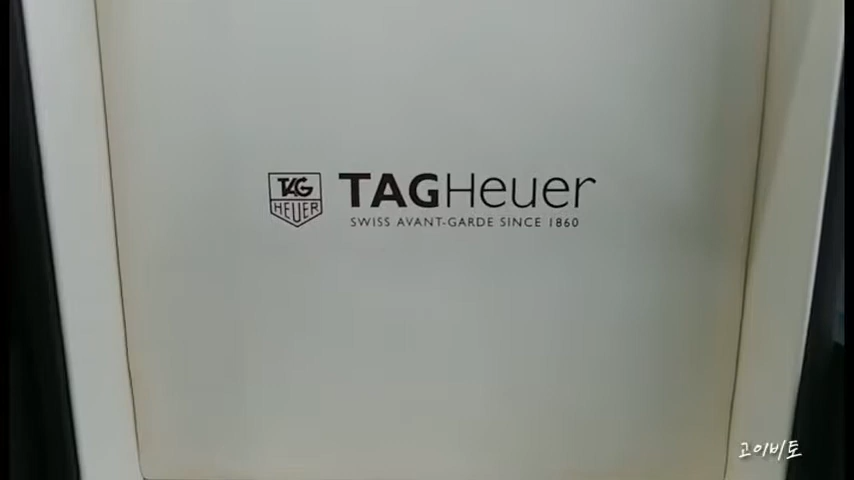 TAG
HEUER
TAGHeuer
SWISS AVANT-GARDE SINCE 1860
고이비토